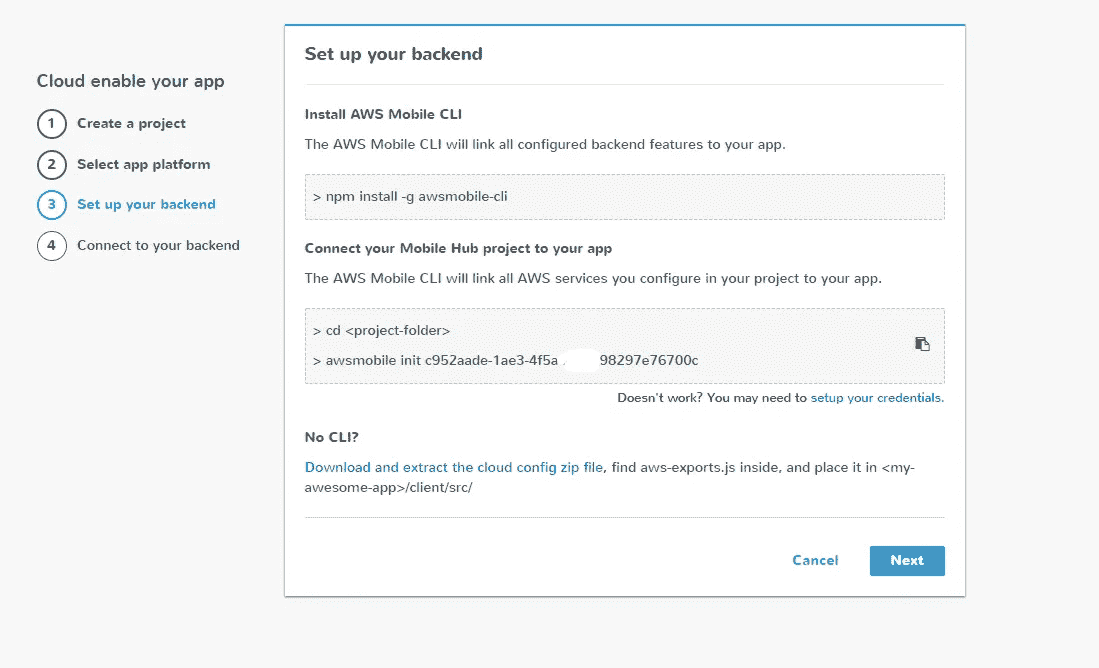 Cloud enable your app
1 Create a project
2 Select app platform
3 Set up your backend
4 Connect to your backend
Set up your backend
Install AWS Mobile CLI
The AWS Mobile CLI will link all configured backend features to your app.
> npm install -g awsmobile-cli
Connect your Mobile Hub project to your app
The AWS Mobile CLI will link all AWS services you configure in your project to your app.
> cd <project-folder>
> awsmobile init c952aade-1ae3-4f5a 98297e76700c
Doesn't work? You may need to setup your credentials.
No CLI?
Download and extract the cloud config zip file, find aws-exports.js inside, and place it in <my-
awesome-app>/client/src/
Cancel Next